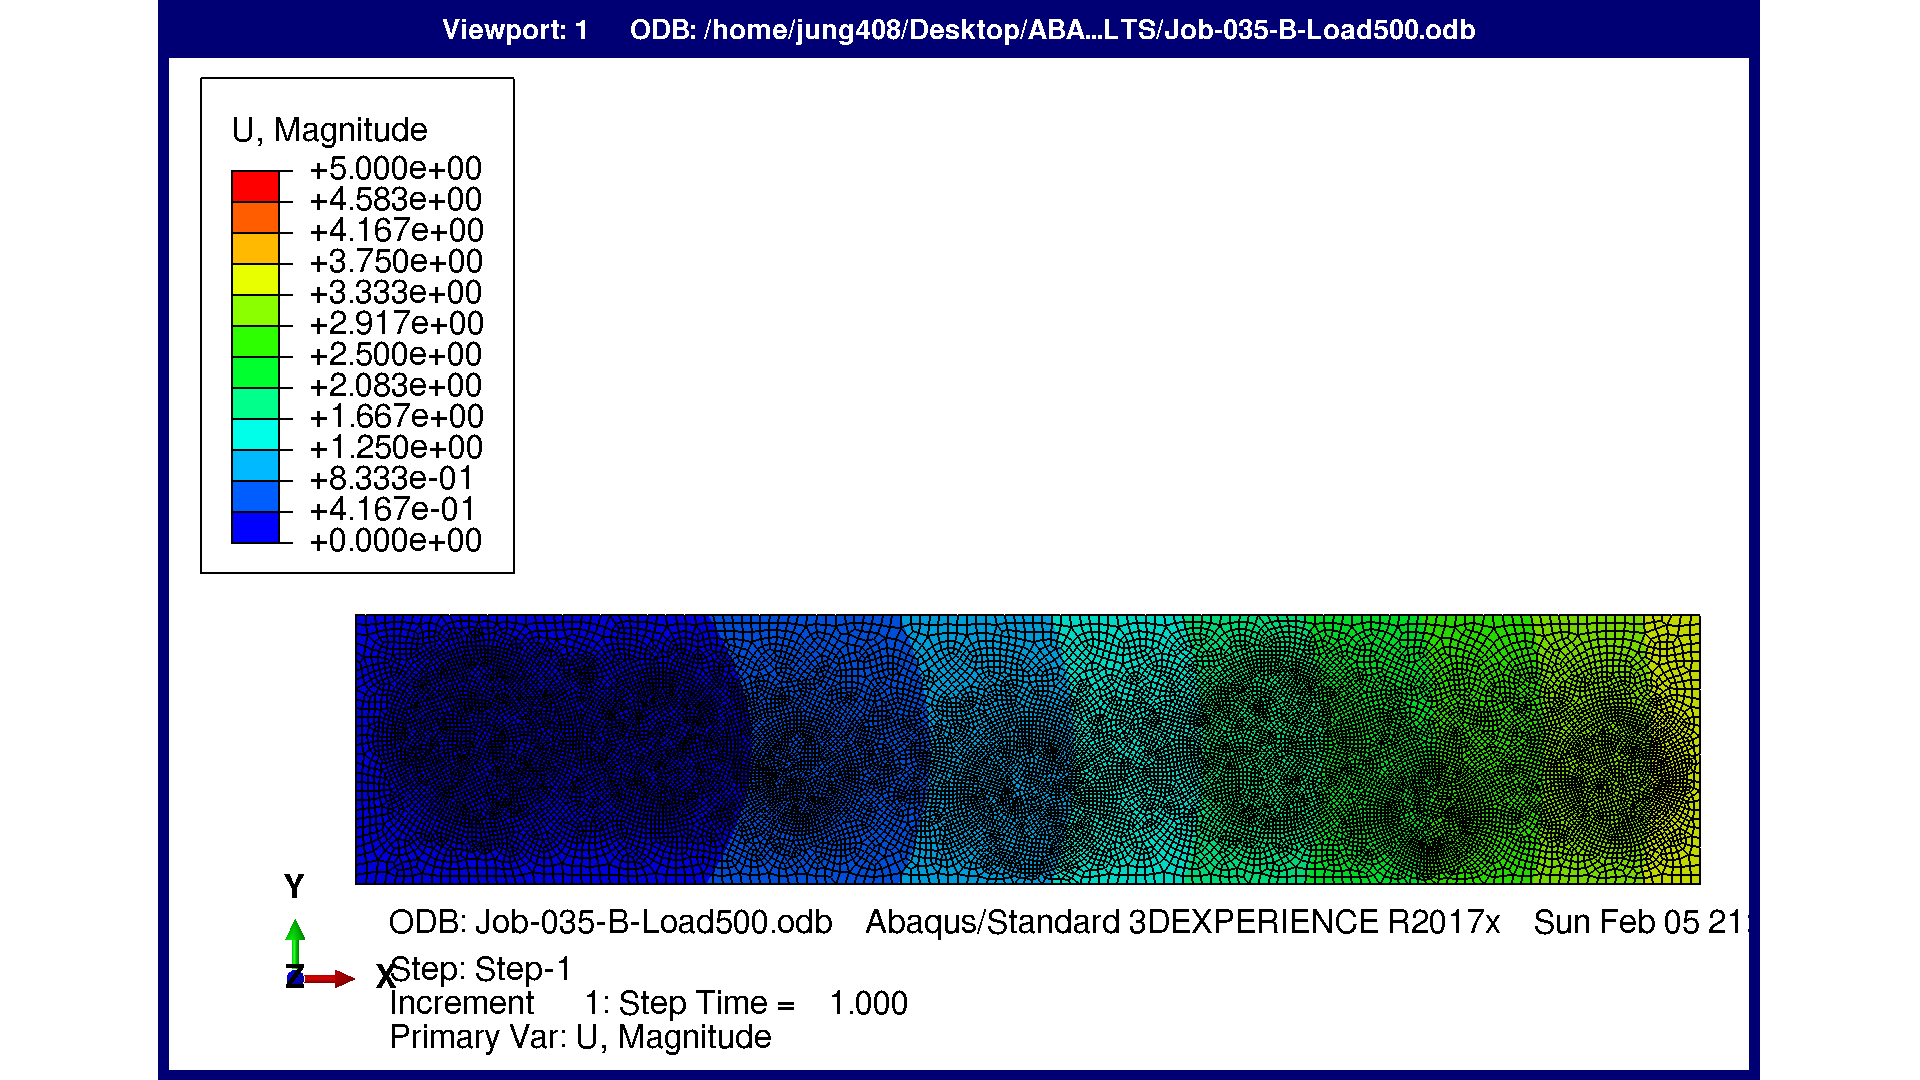 Viewport: 1 ODB: /home/jung408/Desktop/ABA...LTS/Job-035-B-Load500.odb
U, Magnitude
+5.000e+00
+4.583e+00
+4.167e+00
+3.750e+00
+3.333e+00
+2.917e+00
+2.500e+00
+2.083e+00
+1.667e+00
+1.250e+00
+8.333e-01
+4.167e-01
+0.000e+00
Y
Z
X
ODB: Job-035-B-Load500.odb Abaqus/Standard 3DEXPERIENCE R2017x Sun Feb 05 21:
Step: Step-1
Increment 1: Step Time = 1.000
Primary Var: U, Magnitude